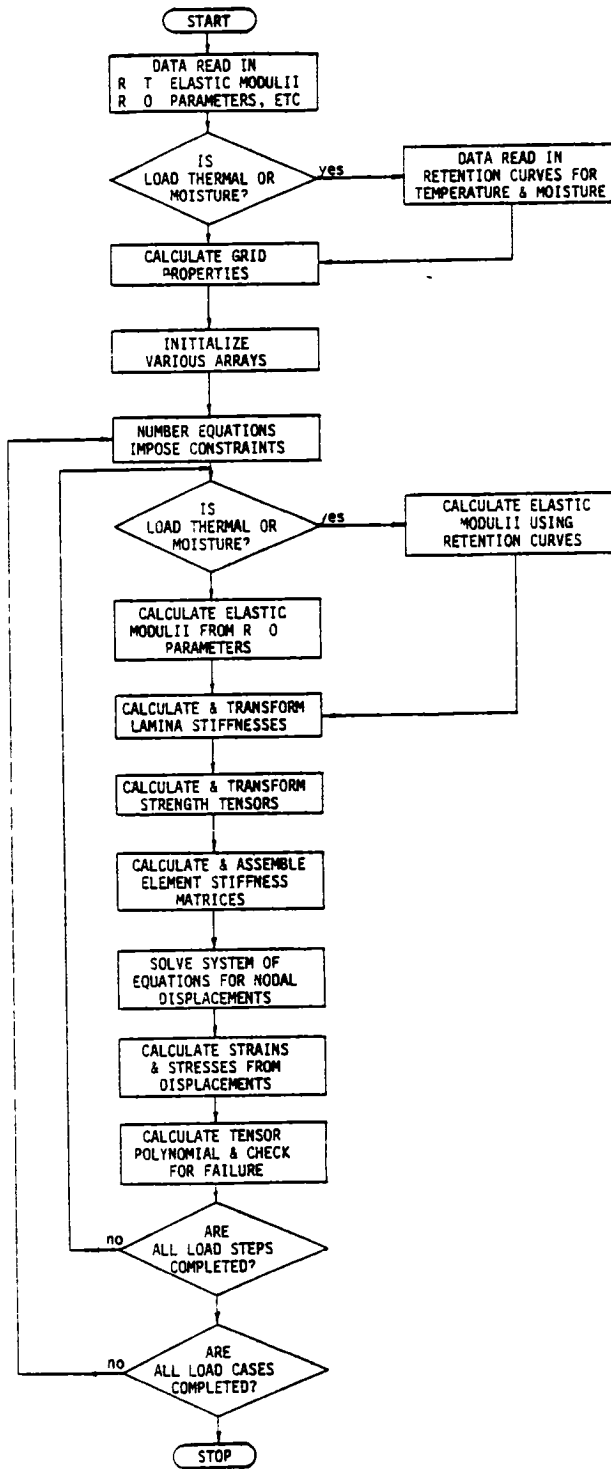 START
DATA READ IN
R T ELASTIC MODULII
R O PARAMETERS, ETC
IS
LOAD THERMAL OR
MOISTURE?
yes
DATA READ IN
RETENTION CURVES FOR
TEMPERATURE & MOISTURE
CALCULATE GRID
PROPERTIES
INITIALIZE
VARIOUS ARRAYS
NUMBER EQUATIONS
IMPOSE CONSTRAINTS
IS
LOAD THERMAL OR
MOISTURE?
yes
CALCULATE ELASTIC
MODULII USING
RETENTION CURVES
CALCULATE ELASTIC
MODULII FROM R O
PARAMETERS
CALCULATE & TRANSFORM
LAMINA STIFFNESSES
CALCULATE & TRANSFORM
STRENGTH TENSORS
CALCULATE & ASSEMBLE
ELEMENT STIFFNESS
MATRICES
SOLVE SYSTEM OF
EQUATIONS FOR NODAL
DISPLACEMENTS
CALCULATE STRAINS
& STRESSES FROM
DISPLACEMENTS
CALCULATE TENSOR
POLYNOMIAL & CHECK
FOR FAILURE
no
ARE
ALL LOAD STEPS
COMPLETED?
no
ARE
ALL LOAD CASES
COMPLETED?
STOP